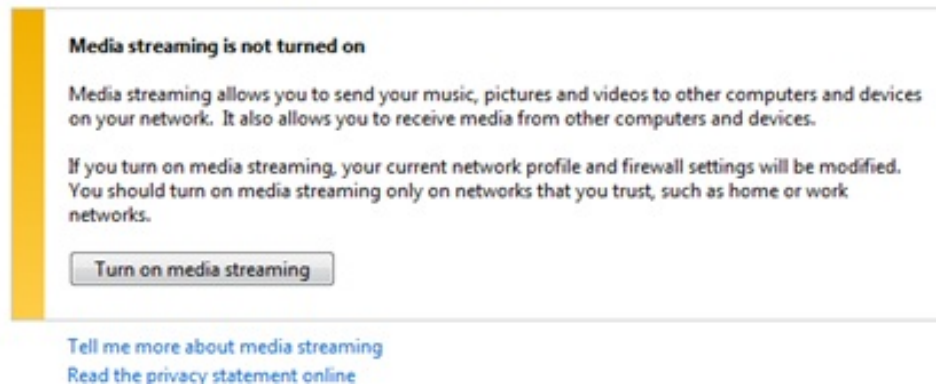 Media streaming is not turned on
Media streaming allows you to send your music, pictures and videos to other computers and devices
on your network. It also allows you to receive media from other computers and devices.
If you turn on media streaming, your current network profile and firewall settings will be modified.
You should turn on media streaming only on networks that you trust, such as home or work
networks.
Turn on media streaming
Tell me more about media streaming
Read the privacy statement online